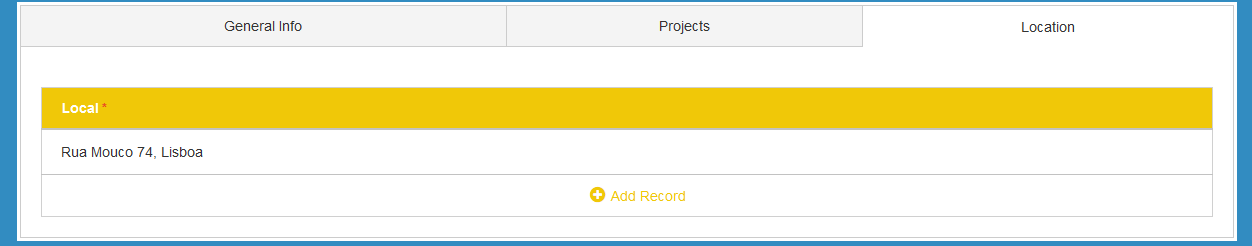 General Info
Projects
Location
Local *
Rua Mouco 74, Lisboa
Add Record